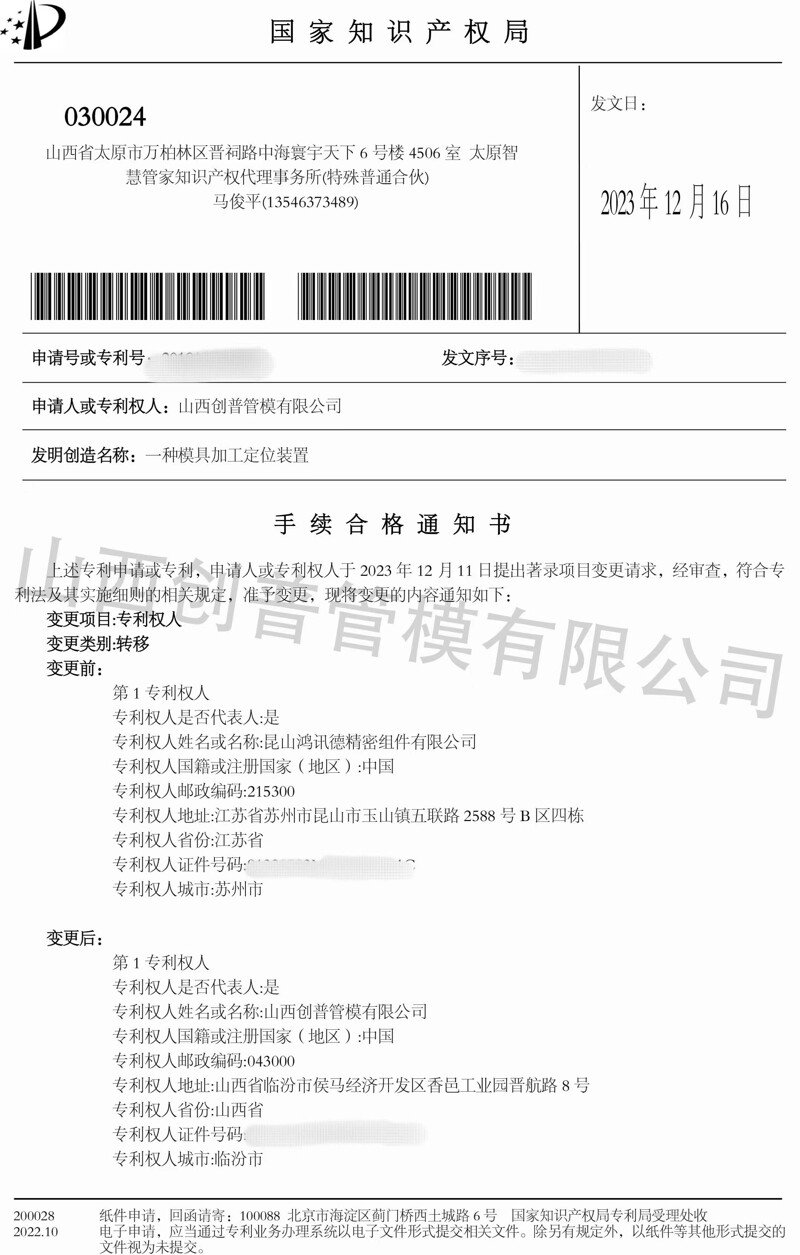 国家知识产权局
030024
发文日：
山西省太原市万柏林区晋祠路中海寰宇天下 6 号楼 4506 室 太原智
慧管家知识产权代理事务所(特殊普通合伙)
马俊平(13546373489)
2023 年 12 月 16 日
申请号或专利号:
发文序号：
申请人或专利权人：山西创普管模有限公司
发明创造名称：一种模具加工定位装置
手续合格通知书
上述专利申请或专利，申请人或专利权人于 2023 年 12 月 11 日提出著录项目变更请求，经审查，符合专
利法及其实施细则的相关规定，准予变更，现将变更的内容通知如下：
变更项目:专利权人
变更类别:转移
变更前：
第 1 专利权人
专利权人是否代表人:是
专利权人姓名或名称:昆山鸿讯德精密组件有限公司
专利权人国籍或注册国家（地区）:中国
专利权人邮政编码:215300
专利权人地址:江苏省苏州市昆山市玉山镇五联路 2588 号 B 区四栋
专利权人省份:江苏省
专利权人证件号码:
专利权人城市:苏州市
变更后：
第 1 专利权人
专利权人是否代表人:是
专利权人姓名或名称:山西创普管模有限公司
专利权人国籍或注册国家（地区）:中国
专利权人邮政编码:043000
专利权人地址:山西省临汾市侯马经济开发区香邑工业园晋航路 8 号
专利权人省份:山西省
专利权人证件号码:
专利权人城市:临汾市
山西创普管模有限公司
200028 纸件申请，回函请寄：100088 北京市海淀区蓟门桥西土城路 6 号 国家知识产权局专利局受理处收
2022.10 电子申请，应当通过专利业务办理系统以电子文件形式提交相关文件。除另有规定外，以纸件等其他形式提交的
文件视为未提交。